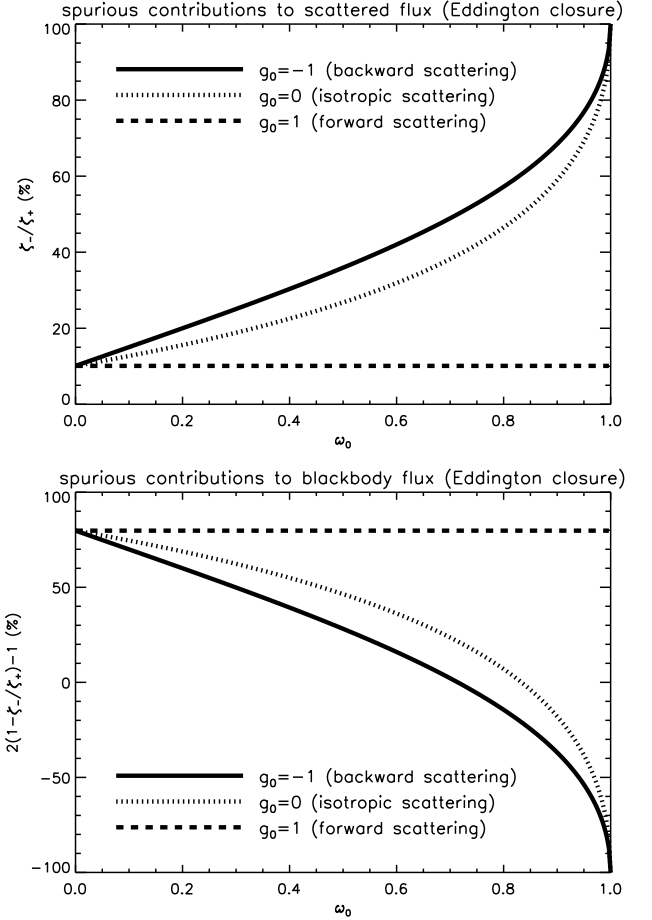 spurious contributions to scattered flux (Eddington closure)
100
80
60
40
20
0
ζ₋/ζ₊ (%)
g₀=−1 (backward scattering)
g₀=0 (isotropic scattering)
g₀=1 (forward scattering)
0.0 0.2 0.4 0.6 0.8 1.0
ω₀
spurious contributions to blackbody flux (Eddington closure)
100
50
0
−50
−100
2(1−ζ₋/ζ₊)−1 (%)
g₀=−1 (backward scattering)
g₀=0 (isotropic scattering)
g₀=1 (forward scattering)
0.0 0.2 0.4 0.6 0.8 1.0
ω₀